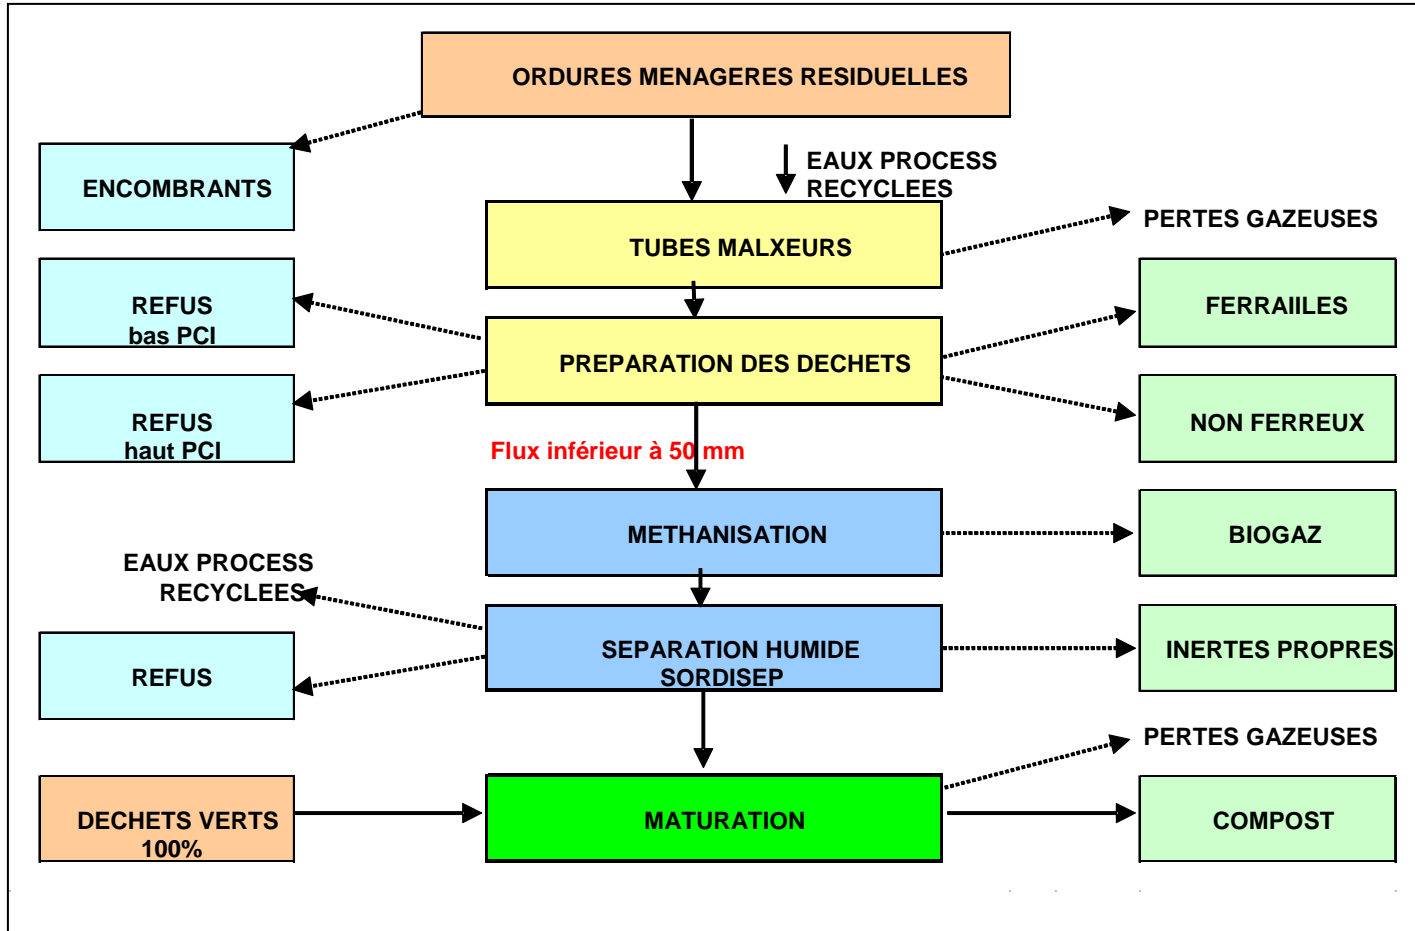 ORDURES MENAGERES RESIDUELLES
EAUX PROCESS
RECYCLEES
ENCOMBRANTS
TUBES MALXEURS
PERTES GAZEUSES
REFUS
bas PCI
FERRAIILES
PREPARATION DES DECHETS
REFUS
haut PCI
NON FERREUX
Flux inférieur à 50 mm
METHANISATION
BIOGAZ
EAUX PROCESS
RECYCLEES
SEPARATION HUMIDE
SORDISEP
INERTES PROPRES
REFUS
PERTES GAZEUSES
DECHETS VERTS
100%
MATURATION
COMPOST